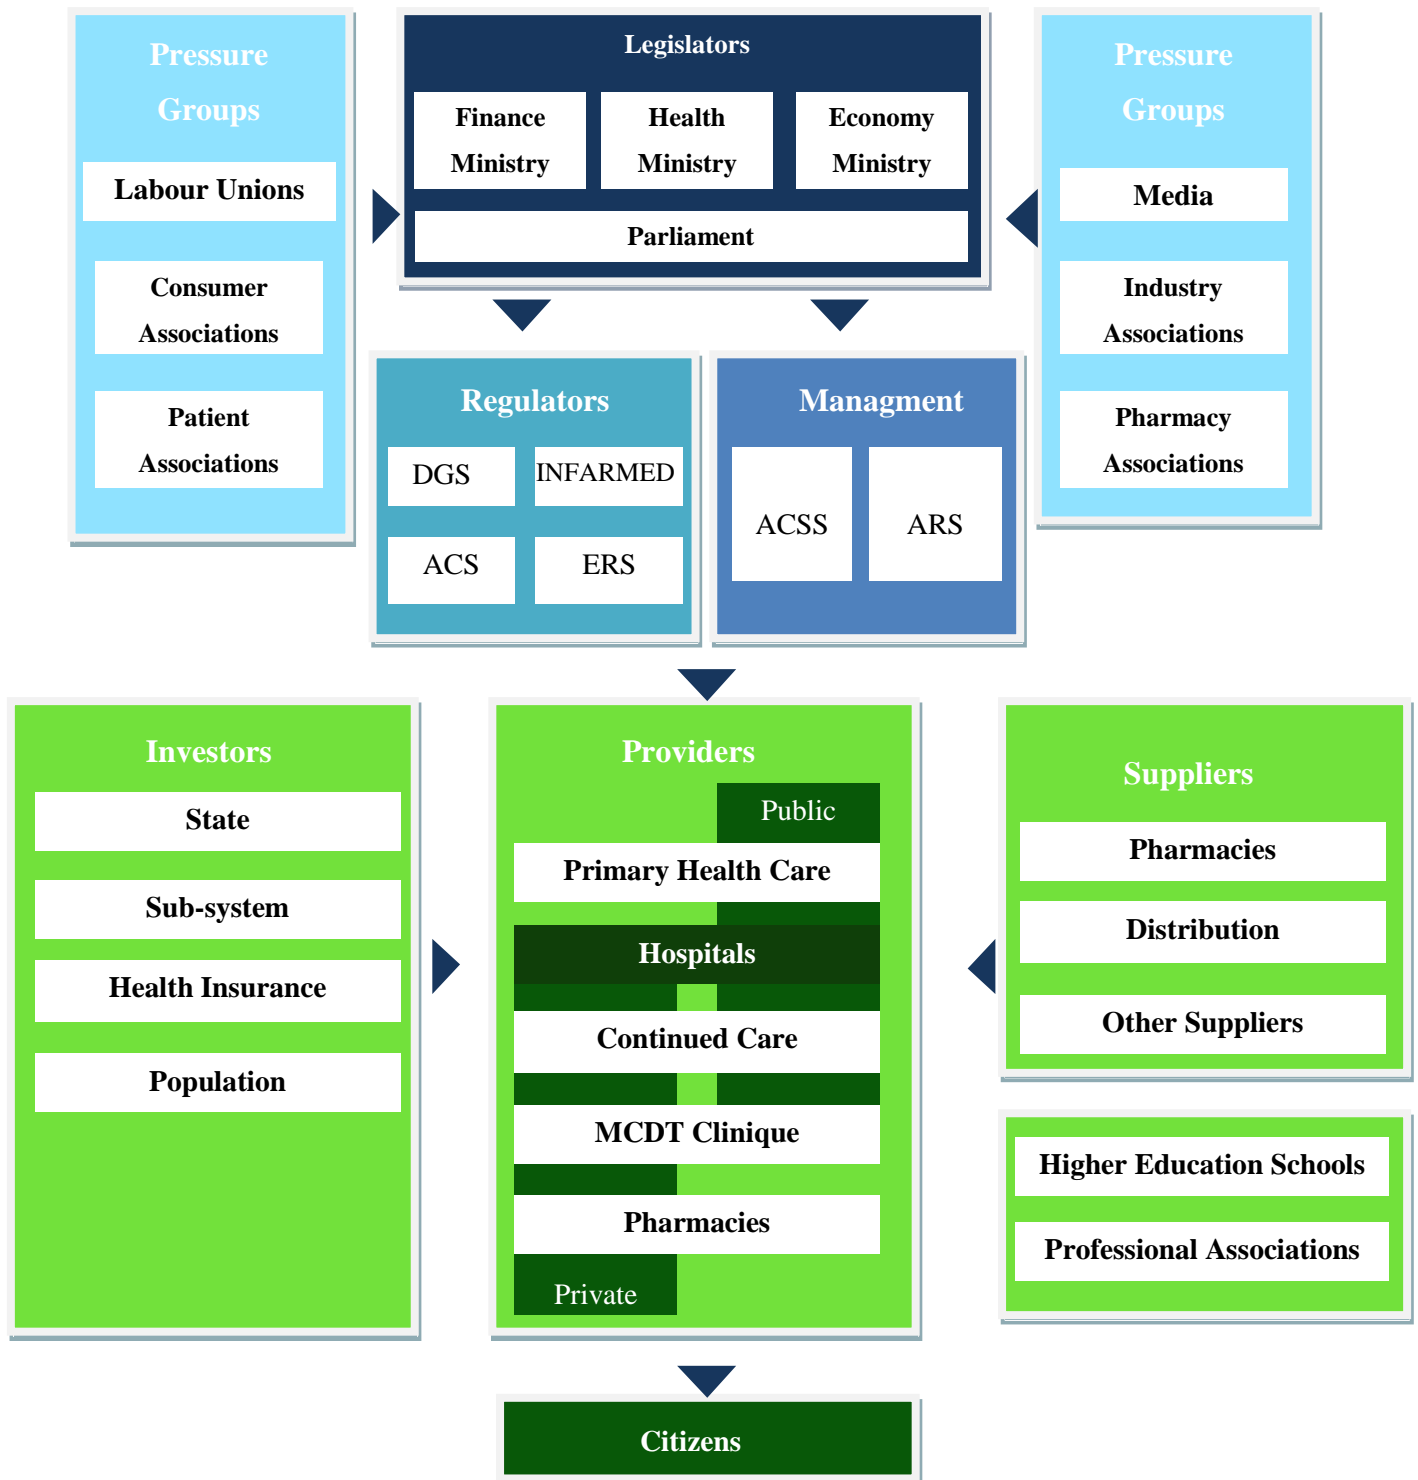 Pressure
Groups
Labour Unions
Consumer
Associations
Patient
Associations
Legislators
Finance
Ministry
Health
Ministry
Economy
Ministry
Parliament
Pressure
Groups
Media
Industry
Associations
Pharmacy
Associations
Regulators
DGS
INFARMED
ACS
ERS
Managment
ACSS
ARS
Investors
State
Sub-system
Health Insurance
Population
Providers
Public
Primary Health Care
Hospitals
Continued Care
MCDT Clinique
Pharmacies
Private
Suppliers
Pharmacies
Distribution
Other Suppliers
Higher Education Schools
Professional Associations
Citizens